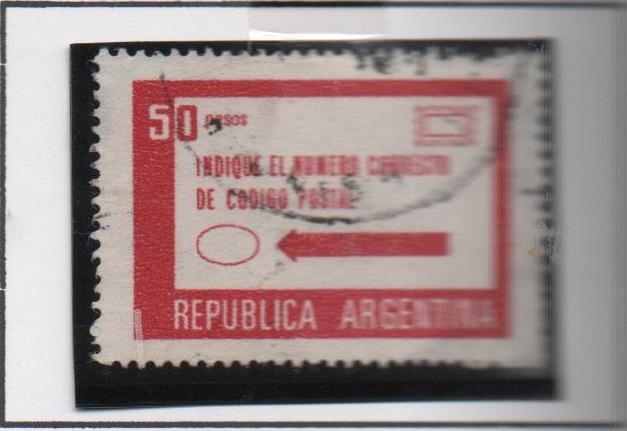 50 pesos
INDIQUE EL NUMERO CORRECTO
DE CODIGO POSTAL
REPUBLICA ARGENTINA